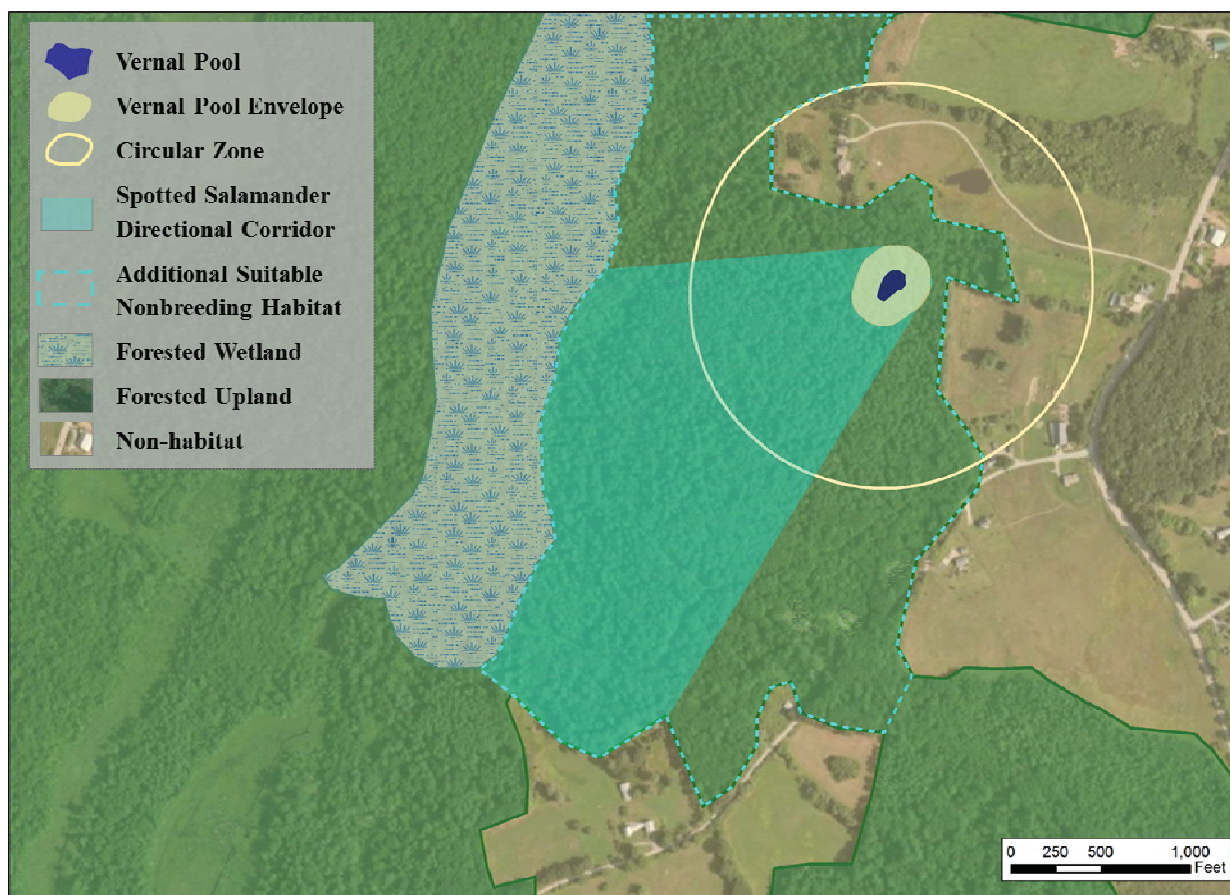 Vernal Pool
Vernal Pool Envelope
Circular Zone
Spotted Salamander
Directional Corridor
Additional Suitable
Nonbreeding Habitat
Forested Wetland
Forested Upland
Non-habitat
0 250 500 1,000
Feet